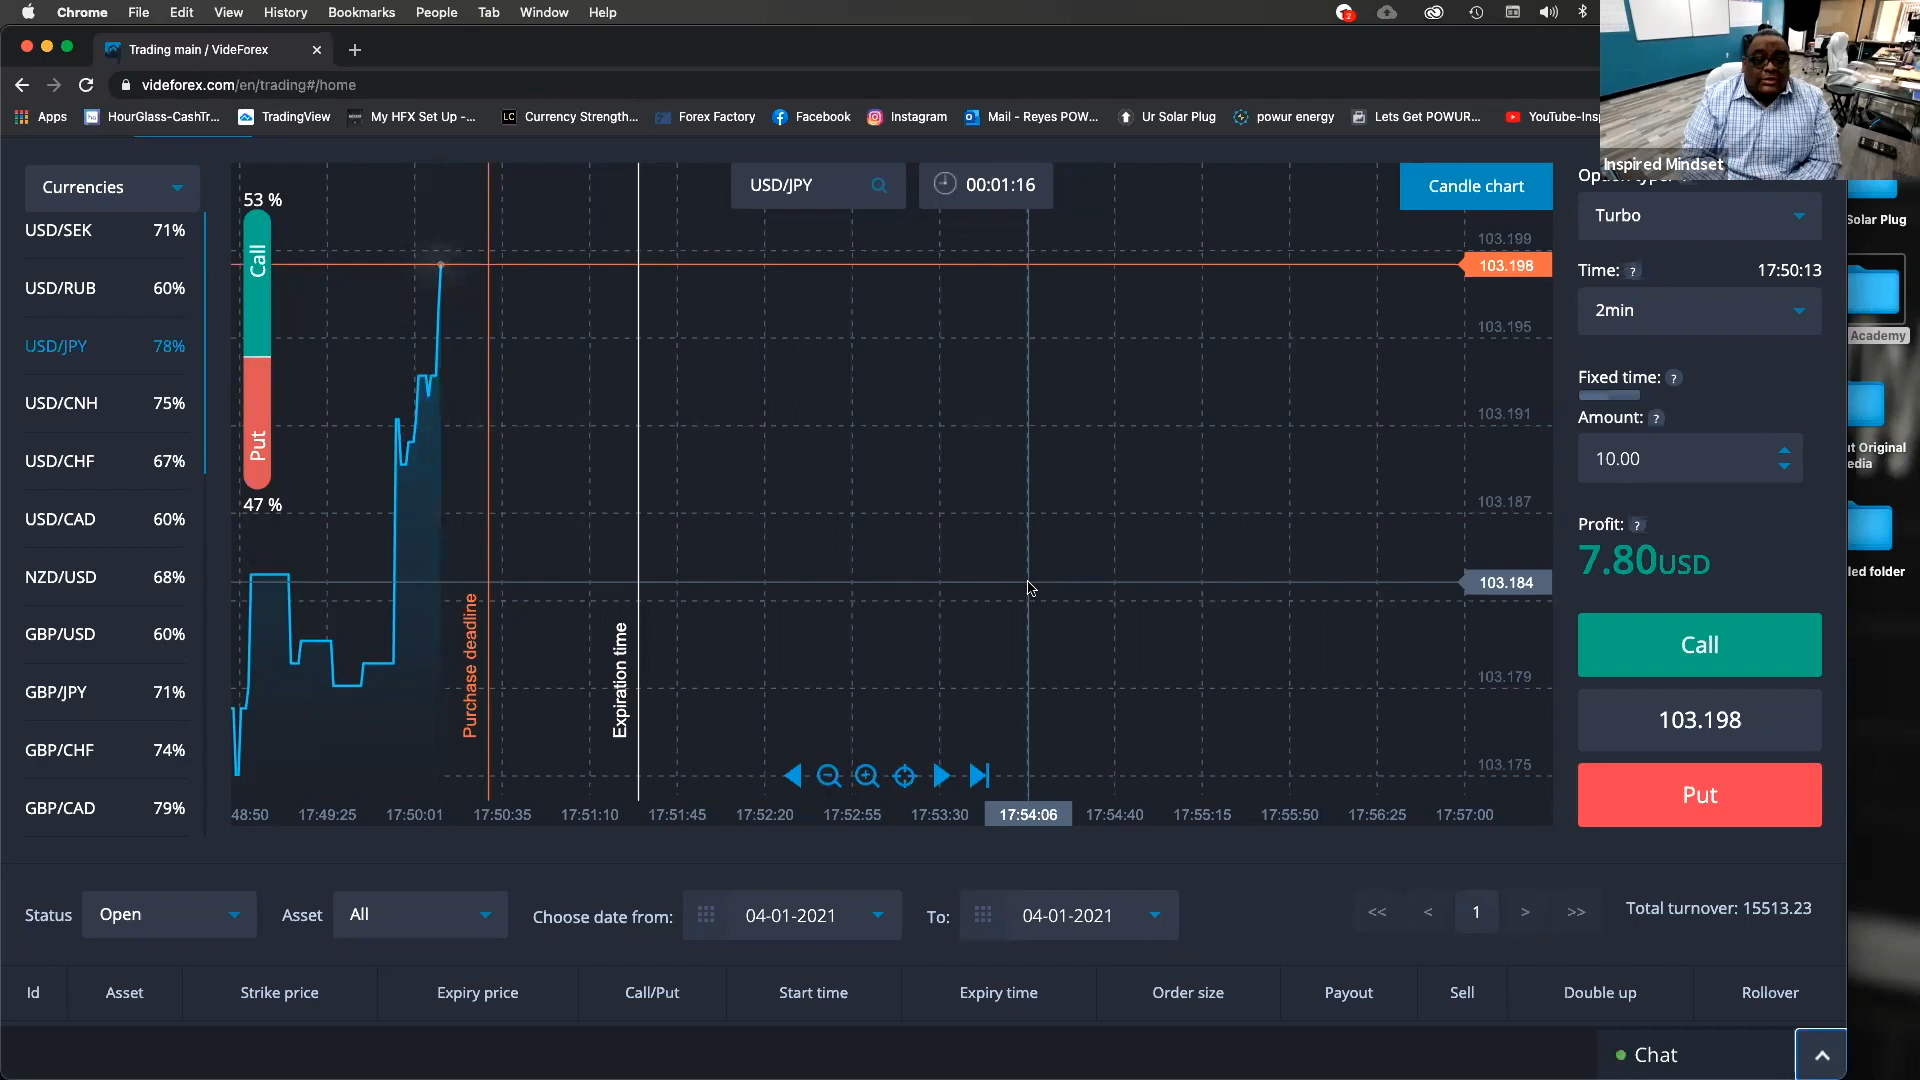 Chrome File Edit View History Bookmarks People Tab Window Help
2
Trading main / VideForex
videforex.com/en/trading#/home
Apps HourGlass-CashTr... TradingView My HFX Set Up -... LC Currency Strength... Forex Factory Facebook Instagram Mail - Reyes POW... Ur Solar Plug powur energy Lets Get POWUR... YouTube-Insp
Inspired Mindset
Currencies
USD/SEK 71%
USD/RUB 60%
USD/JPY 78%
USD/CNH 75%
USD/CHF 67%
USD/CAD 60%
NZD/USD 68%
GBP/USD 60%
GBP/JPY 71%
GBP/CHF 74%
GBP/CAD 79%
53 %
Call
Put
47 %
USD/JPY
00:01:16
Candle chart
Purchase deadline
Expiration time
103.199
103.198
103.195
103.191
103.187
103.184
103.179
103.175
48:50 17:49:25 17:50:01 17:50:35 17:51:10 17:51:45 17:52:20 17:52:55 17:53:30 17:54:06 17:54:40 17:55:15 17:55:50 17:56:25 17:57:00
Turbo
Time: ? 17:50:13
2min
Fixed time: ?
Amount: ?
10.00
Profit: ?
7.80USD
Call
103.198
Put
Solar Plug
Academy
t Original
edia
led folder
Status Open Asset All Choose date from: 04-01-2021 To: 04-01-2021 << < 1 > >> Total turnover: 15513.23
Id Asset Strike price Expiry price Call/Put Start time Expiry time Order size Payout Sell Double up Rollover
Chat